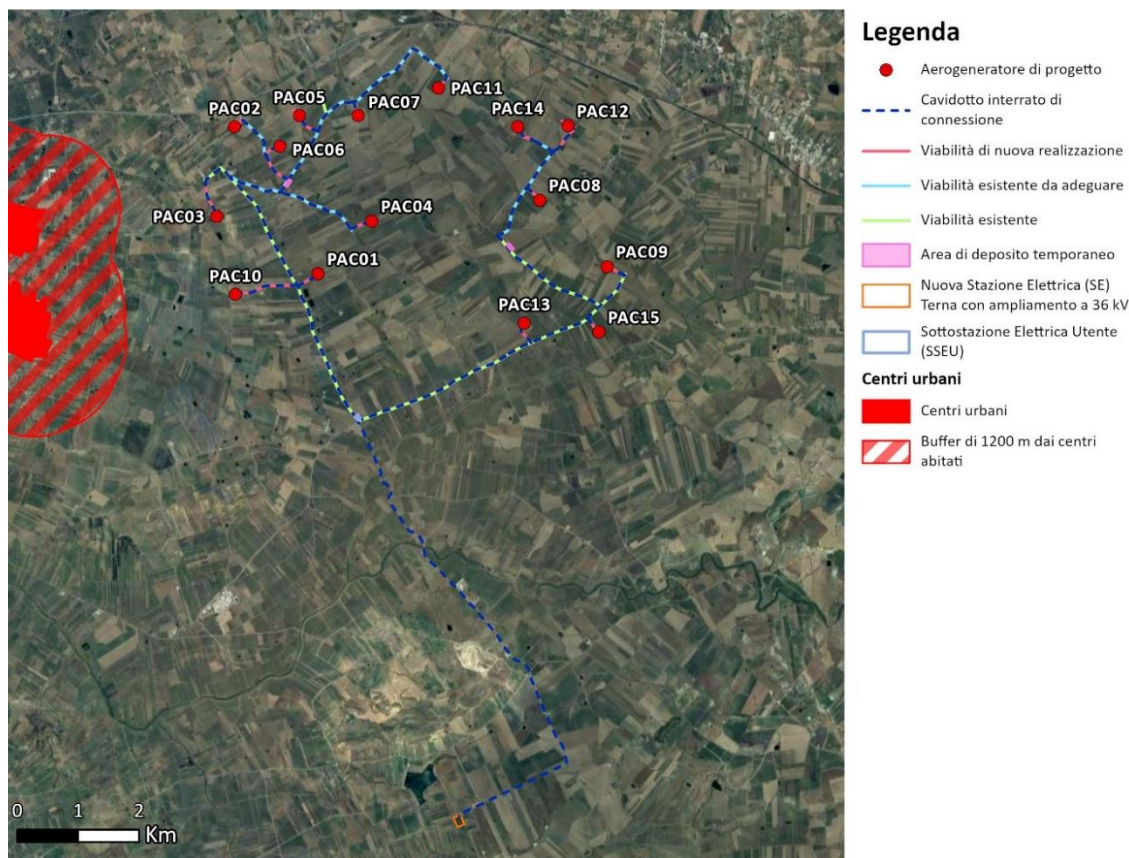 PAC11
PAC05
PAC02
PAC07
PAC14
PAC12
PAC06
PAC08
PAC03
PAC04
PAC09
PAC01
PAC10
PAC13
PAC15
0 1 2
Km
Legenda
Aerogeneratore di progetto
Cavidotto interrato di
connessione
Viabilità di nuova realizzazione
Viabilità esistente da adeguare
Viabilità esistente
Area di deposito temporaneo
Nuova Stazione Elettrica (SE)
Terna con ampliamento a 36 kV
Sottostazione Elettrica Utente
(SSEU)
Centri urbani
Centri urbani
Buffer di 1200 m dai centri
abitati